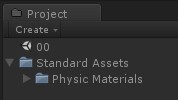 Project
Create
00
Standard Assets
Physic Materials